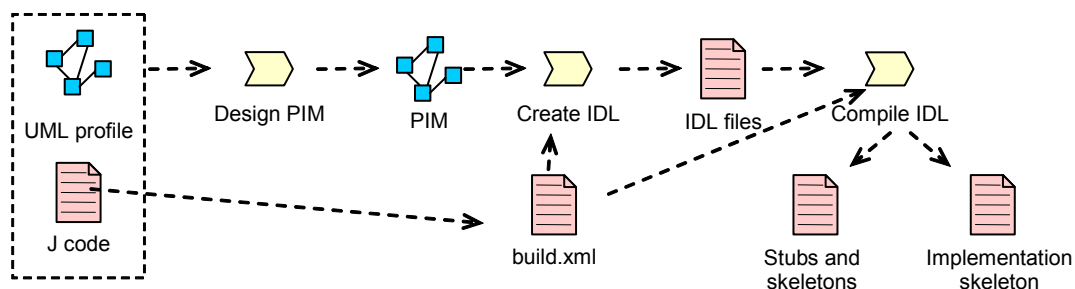 UML profile
Design PIM
PIM
Create IDL
IDL files
Compile IDL
J code
build.xml
Stubs and
skeletons
Implementation
skeleton